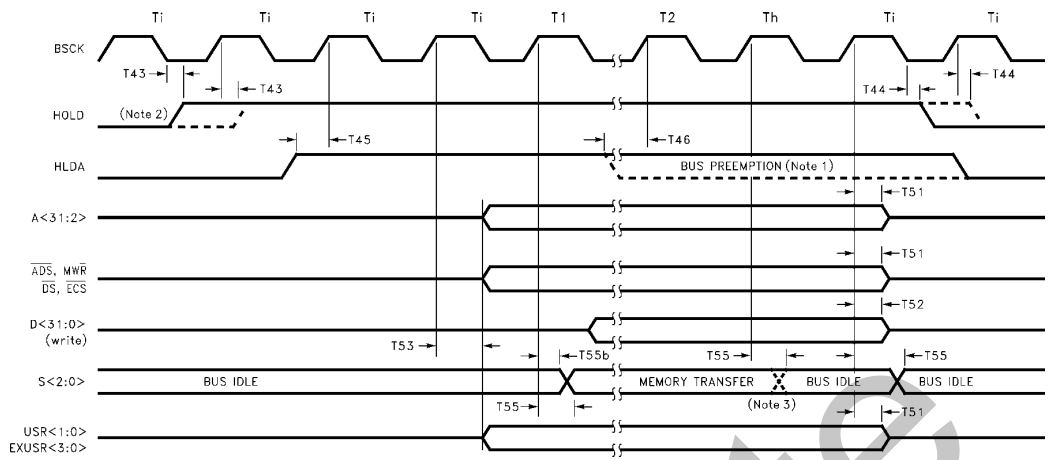 Ti Ti Ti Ti T1 T2 Th Ti Ti
BSCK
T43 T43 T44 T44
HOLD (Note 2)
T45 T46
HLDA BUS PREEMPTION (Note 1)
T51
A<31:2>
ADS, MWR T51
DS, ECS
T52
D<31:0>
(write)
T53 T55b T55 T55
S<2:0> BUS IDLE MEMORY TRANSFER BUS IDLE BUS IDLE
(Note 3)
T55 T51
USR<1:0>
EXUSR<3:0>